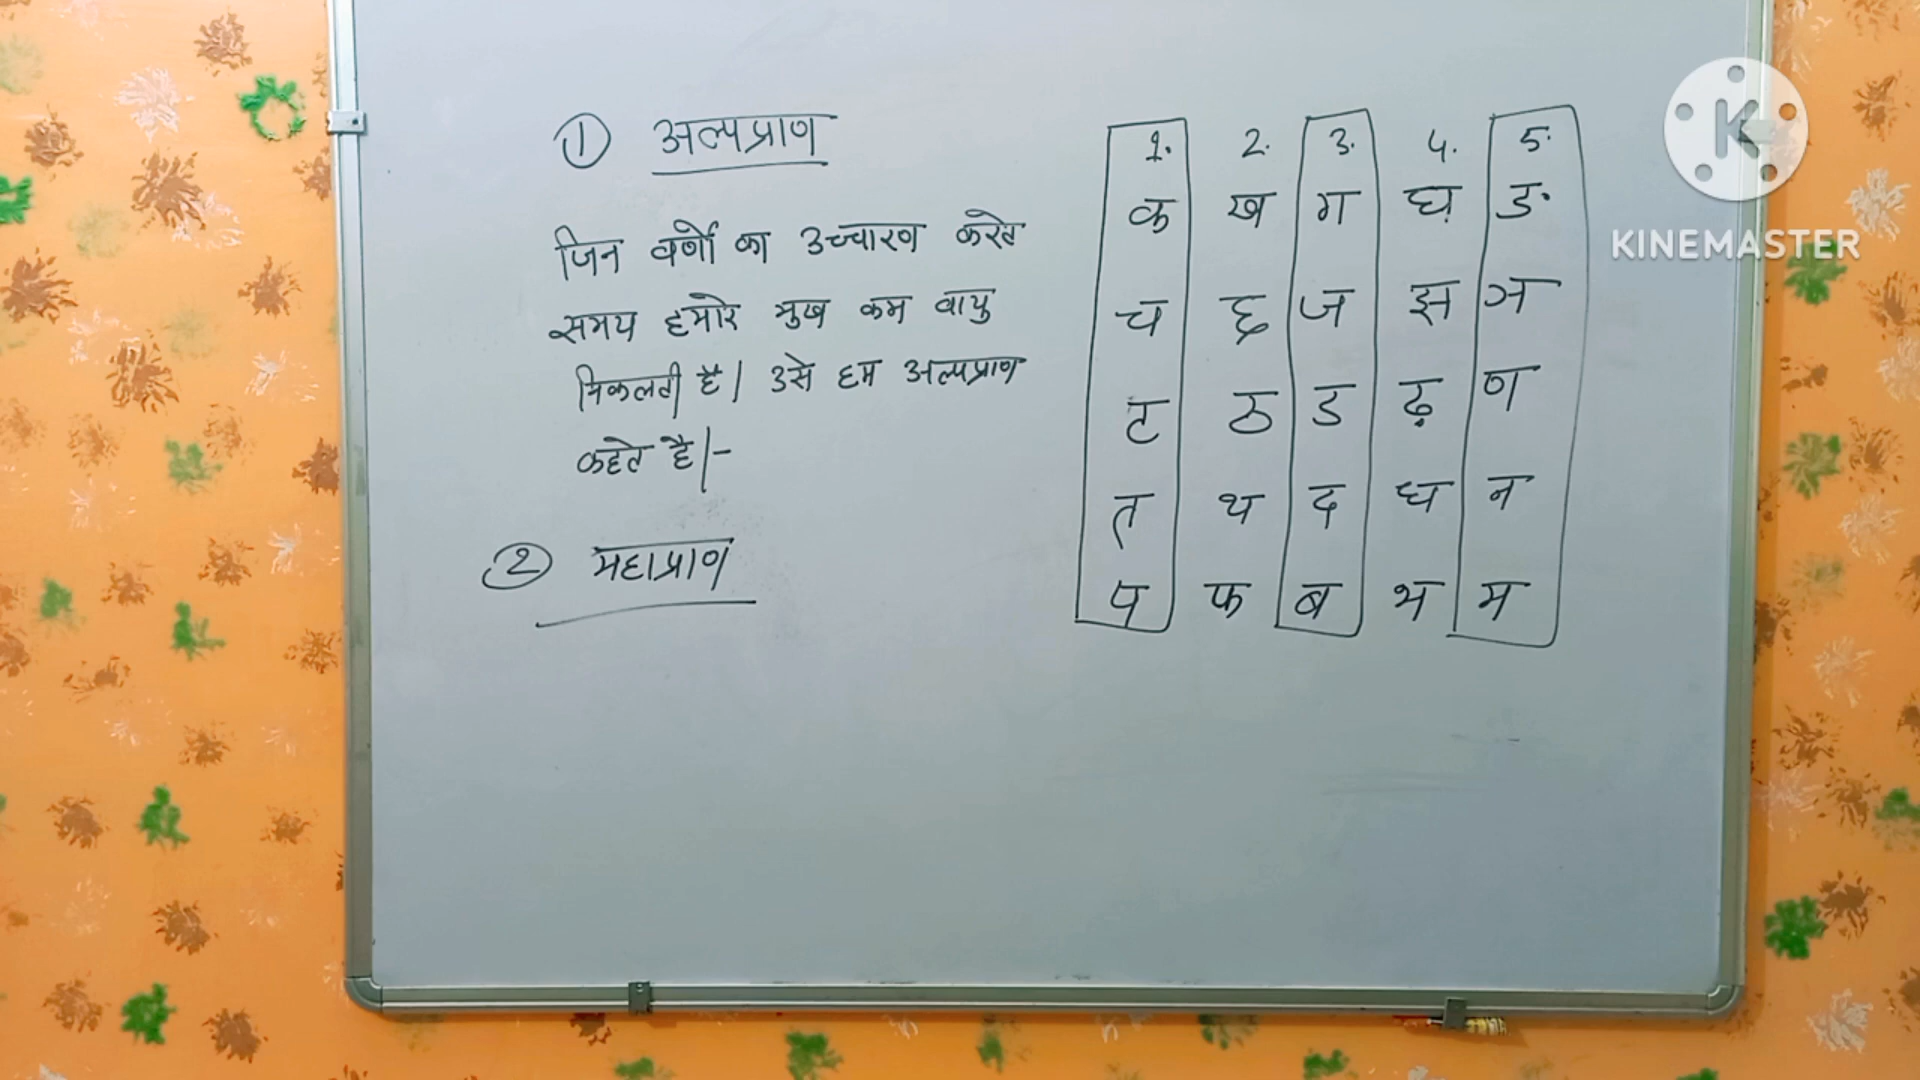 ① अल्पप्राण
जिन वर्णो का उच्चारण करते
समय हमारे मुख कम वायु
निकलती है। उसे हम अल्पप्राण
कहते है।-
② महाप्राण
1. 2. 3. 4. 5.
क ख ग घ ङ
च छ ज झ ञ
ट ठ ड ढ़ ण
त थ द ध न
प फ ब भ म
KINEMASTER